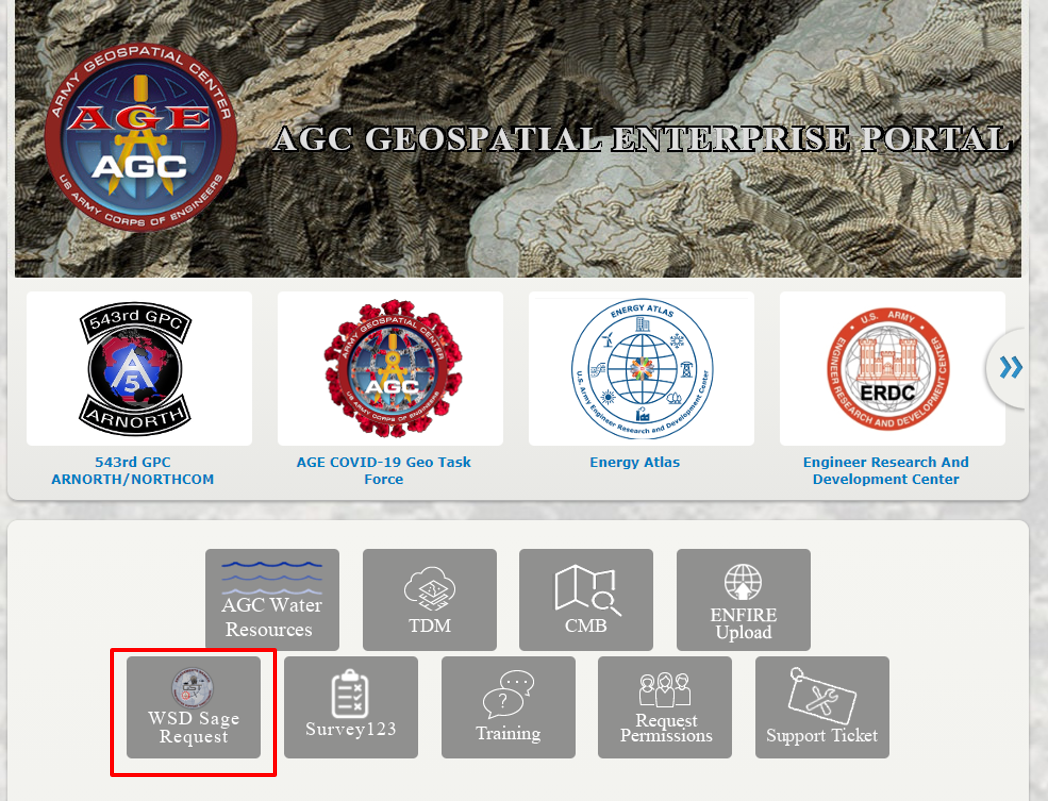 ARMY GEOSPATIAL CENTER
AGE
AGC
US ARMY CORPS OF ENGINEERS
AGC GEOSPATIAL ENTERPRISE PORTAL
543rd GPC
A
5
ARNORTH
ARMY GEOSPATIAL CENTER
AGC
US ARMY CORPS OF ENGINEERS
ENERGY ATLAS
U.S. Army Engineer Research and Development Center
U.S. ARMY
ERDC
ENGINEER RESEARCH AND DEVELOPMENT CENTER
»
543rd GPC
ARNORTH/NORTHCOM
AGE COVID-19 Geo Task
Force
Energy Atlas
Engineer Research And
Development Center
AGC Water
Resources
TDM
CMB
ENFIRE
Upload
WSD Sage
Request
Survey123
?
Training
Request
Permissions
Support Ticket